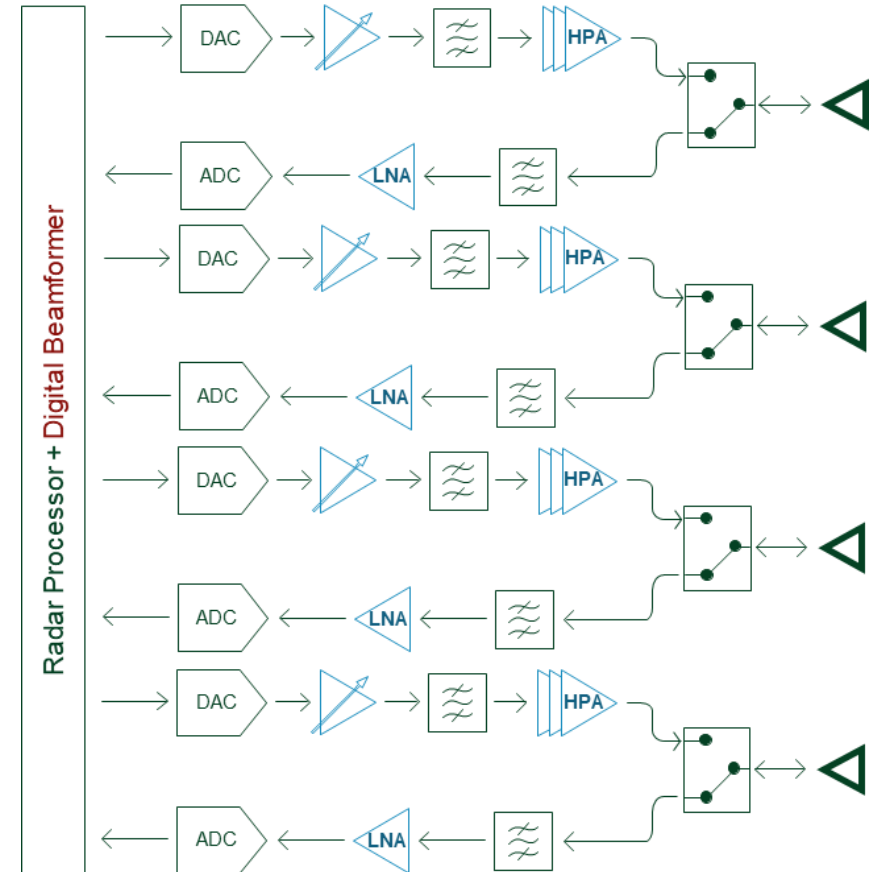 Radar Processor + Digital Beamformer
DAC
HPA
ADC
LNA
DAC
HPA
ADC
LNA
DAC
HPA
ADC
LNA
DAC
HPA
ADC
LNA